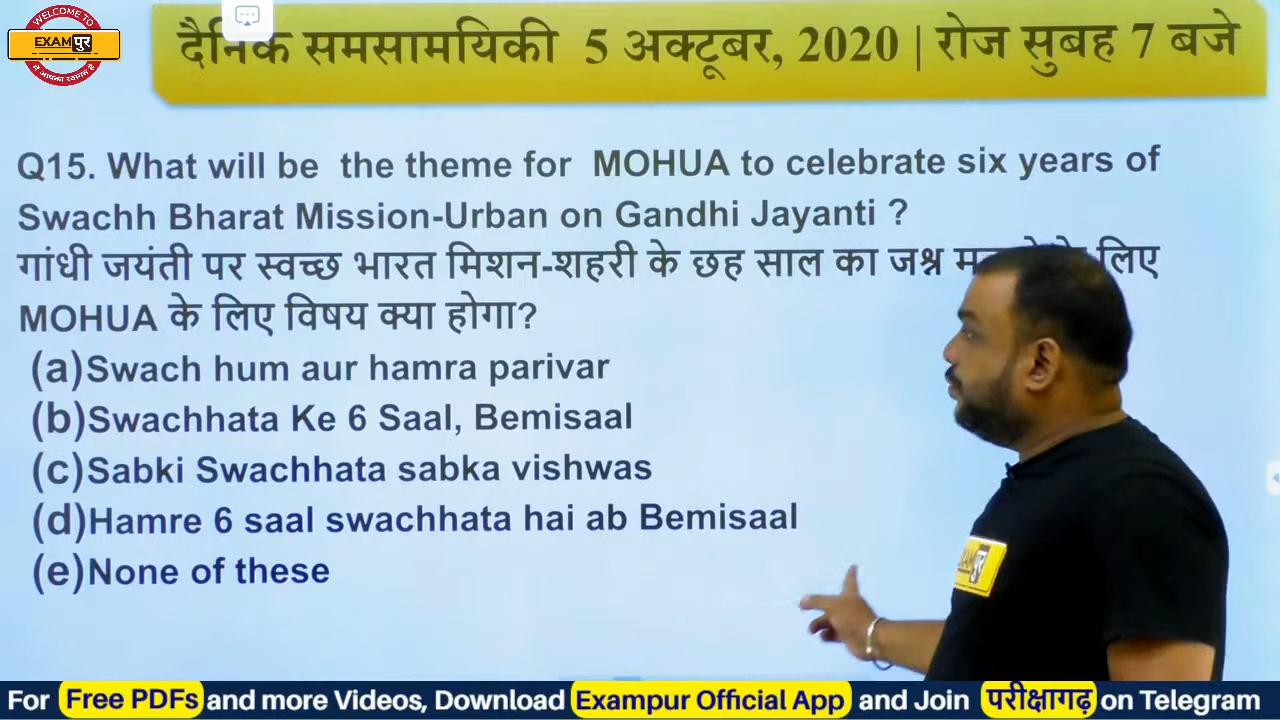 WELCOME TO
EXAMपुर
में आपका स्वागत है
दैनिक समसामयिकी 5 अक्टूबर, 2020 | रोज सुबह 7 बजे
Q15. What will be the theme for MOHUA to celebrate six years of
Swachh Bharat Mission-Urban on Gandhi Jayanti ?
गांधी जयंती पर स्वच्छ भारत मिशन-शहरी के छह साल का जश्न लिए
MOHUA के लिए विषय क्या होगा?
(a)Swach hum aur hamra parivar
(b)Swachhata Ke 6 Saal, Bemisaal
(c)Sabki Swachhata sabka vishwas
(d)Hamre 6 saal swachhata hai ab Bemisaal
(e)None of these
For Free PDFs and more Videos, Download Exampur Official App and Join परीक्षागढ़ on Telegram